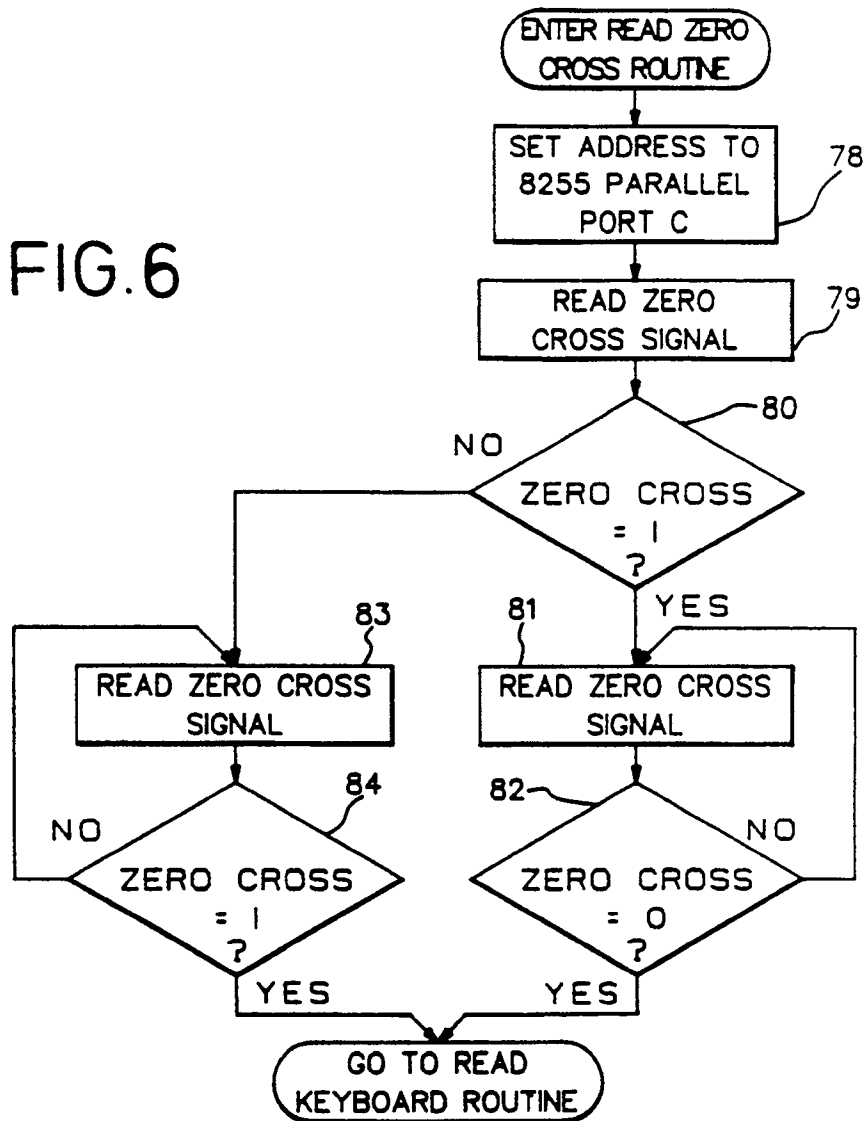 ENTER READ ZERO
CROSS ROUTINE
SET ADDRESS TO
8255 PARALLEL
PORT C
78
FIG.6
READ ZERO
CROSS SIGNAL
79
80
NO
ZERO CROSS
= 1
?
YES
83
81
READ ZERO CROSS
SIGNAL
READ ZERO CROSS
SIGNAL
84
82
NO
ZERO CROSS
= 1
?
NO
ZERO CROSS
= 0
?
YES
YES
GO TO READ
KEYBOARD ROUTINE